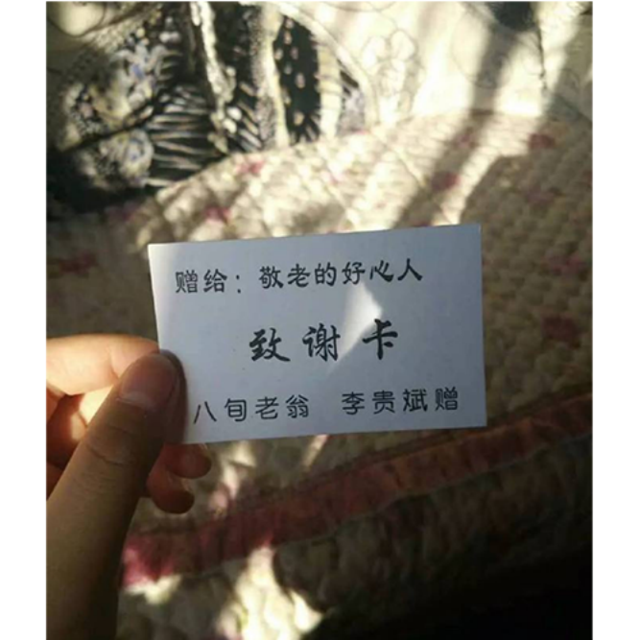 赠给：敬老的好心人
致谢卡
八旬老翁 李贵斌赠